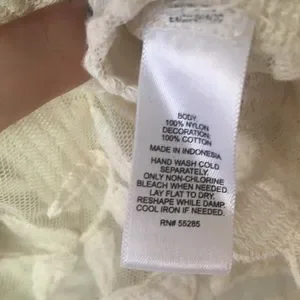 BODY:
100% NYLON
DECORATION:
100% COTTON
MADE IN INDONESIA
HAND WASH COLD
SEPARATELY.
ONLY NON-CHLORINE
BLEACH WHEN NEEDED
LAY FLAT TO DRY.
RESHAPE WHILE DAMP
COOL IRON IF NEEDED.
RN# 55285